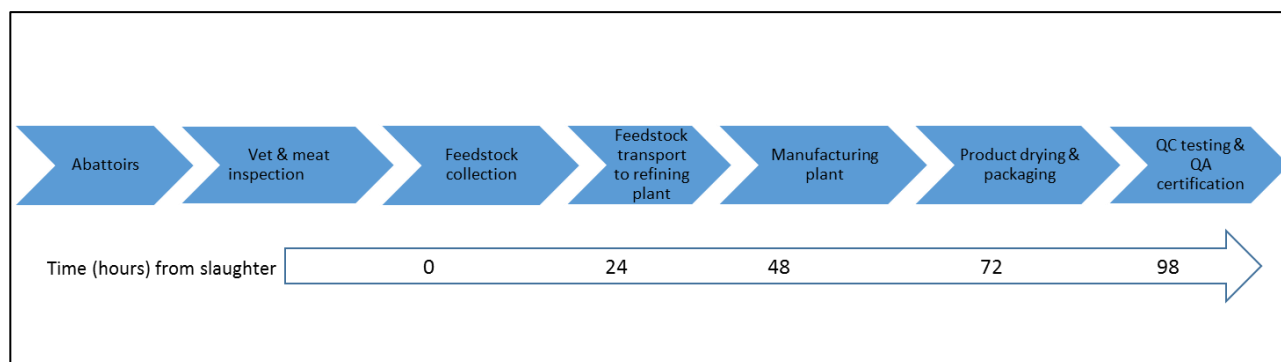 Abattoirs
Vet & meat
inspection
Feedstock
collection
Feedstock
transport
to refining
plant
Manufacturing
plant
Product drying &
packaging
QC testing &
QA
certification
Time (hours) from slaughter
0
24
48
72
98